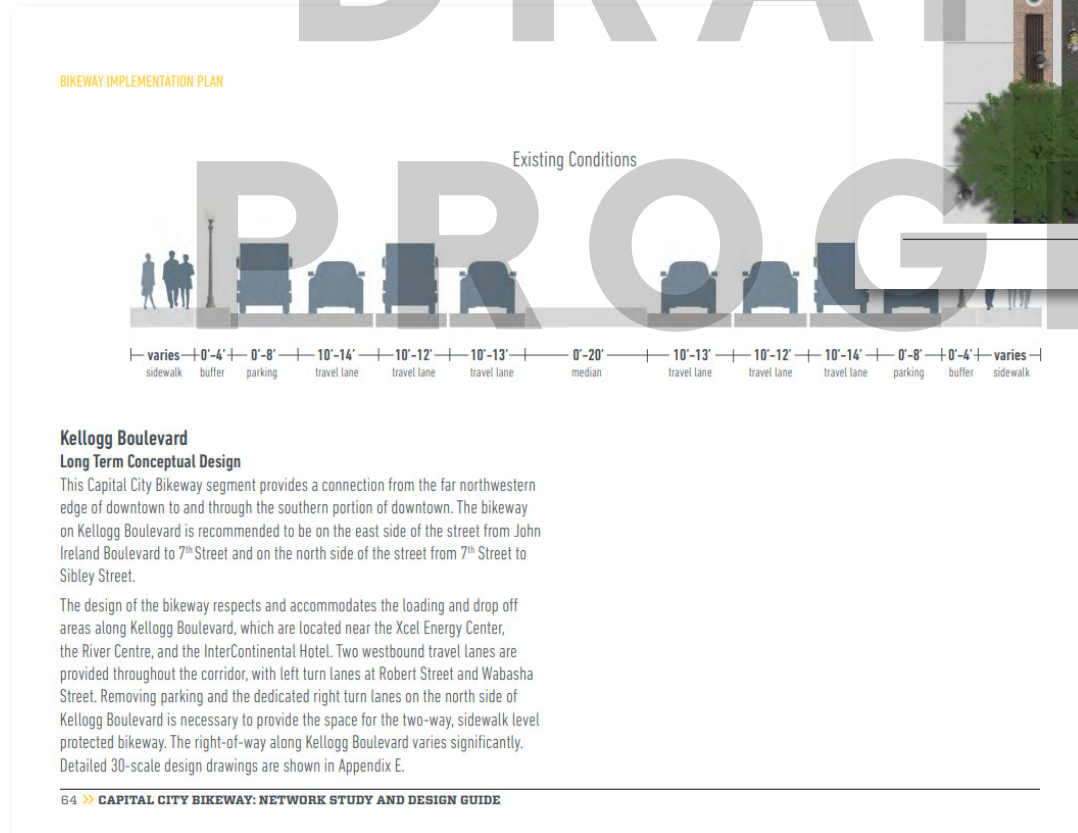 DRA
BIKEWAY IMPLEMENTATION PLAN
Existing Conditions
PROG
varies 0'-4' 0'-8' 10'-14' 10'-12' 10'-13' 0'-20' 10'-13' 10'-12' 10'-14' 0'-8' 0'-4' varies
sidewalk buffer parking travel lane travel lane travel lane median travel lane travel lane travel lane parking buffer sidewalk
Kellogg Boulevard
Long Term Conceptual Design
This Capital City Bikeway segment provides a connection from the far northwestern
edge of downtown to and through the southern portion of downtown. The bikeway
on Kellogg Boulevard is recommended to be on the east side of the street from John
Ireland Boulevard to 7th Street and on the north side of the street from 7th Street to
Sibley Street.
The design of the bikeway respects and accommodates the loading and drop off
areas along Kellogg Boulevard, which are located near the Xcel Energy Center,
the River Centre, and the InterContinental Hotel. Two westbound travel lanes are
provided throughout the corridor, with left turn lanes at Robert Street and Wabasha
Street. Removing parking and the dedicated right turn lanes on the north side of
Kellogg Boulevard is necessary to provide the space for the two-way, sidewalk level
protected bikeway. The right-of-way along Kellogg Boulevard varies significantly.
Detailed 30-scale design drawings are shown in Appendix E.
64 » CAPITAL CITY BIKEWAY: NETWORK STUDY AND DESIGN GUIDE